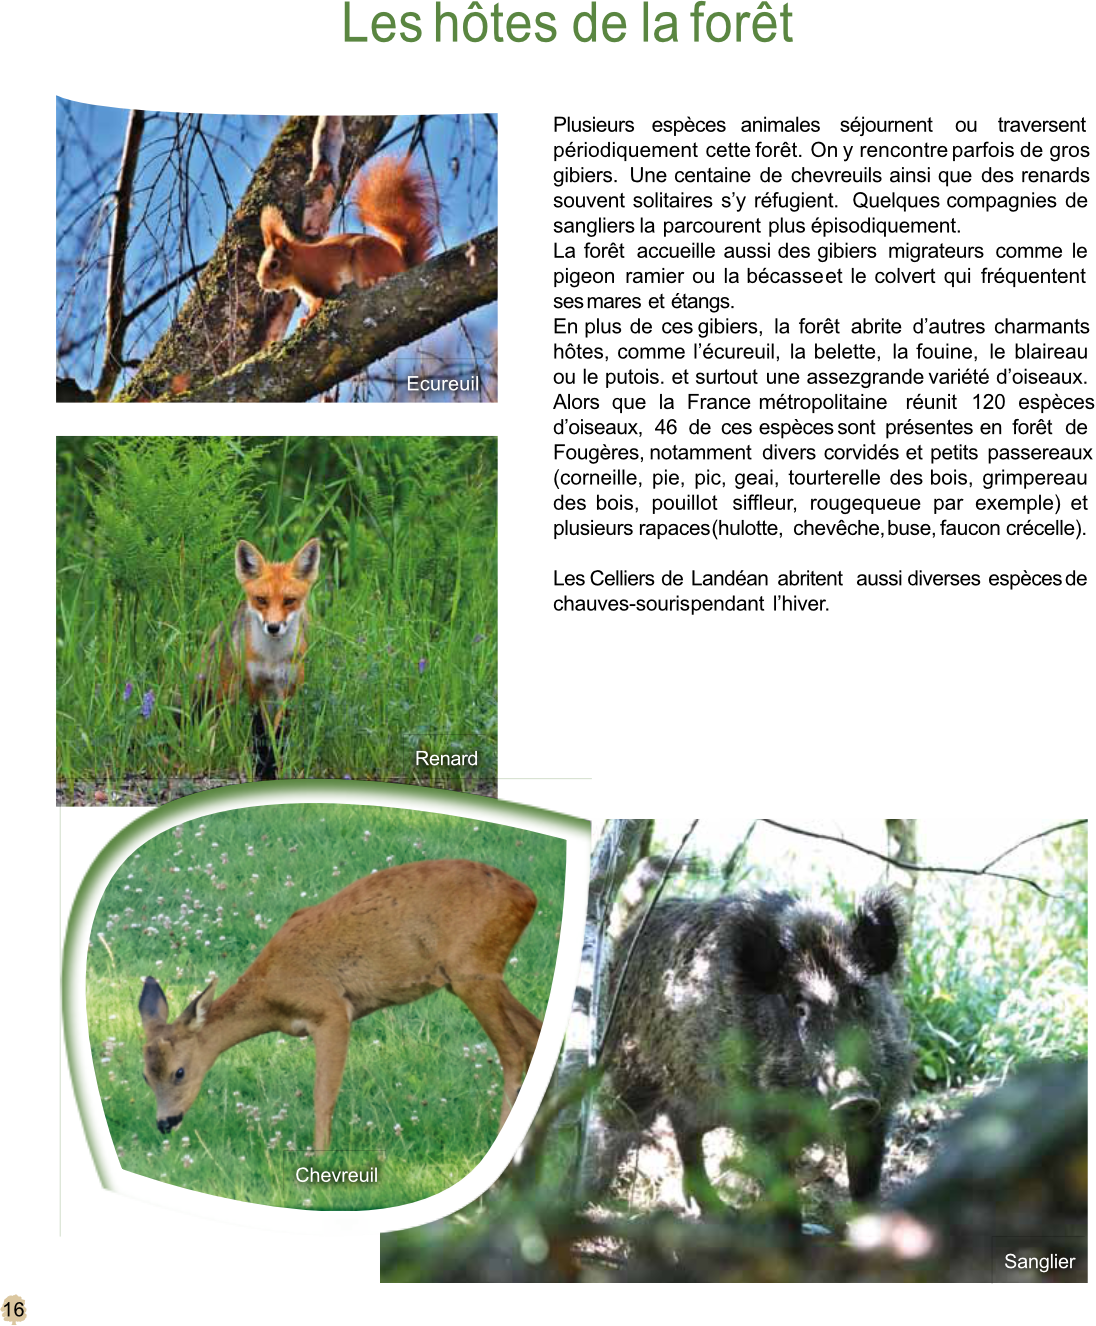 Les hôtes de la forêt
Plusieurs espèces animales séjournent ou traversent
périodiquement cette forêt. On y rencontre parfois de gros
gibiers. Une centaine de chevreuils ainsi que des renards
souvent solitaires s’y réfugient. Quelques compagnies de
sangliers la parcourent plus épisodiquement.
La forêt accueille aussi des gibiers migrateurs comme le
pigeon ramier ou la bécasse et le colvert qui fréquentent
ses mares et étangs.
En plus de ces gibiers, la forêt abrite d’autres charmants
hôtes, comme l’écureuil, la belette, la fouine, le blaireau
ou le putois. et surtout une assez grande variété d’oiseaux.
Alors que la France métropolitaine réunit 120 espèces
d’oiseaux, 46 de ces espèces sont présentes en forêt de
Fougères, notamment divers corvidés et petits passereaux
(corneille, pie, pic, geai, tourterelle des bois, grimpereau
des bois, pouillot siffleur, rougequeue par exemple) et
plusieurs rapaces (hulotte, chevêche, buse, faucon crécelle).
Les Celliers de Landéan abritent aussi diverses espèces de
chauves-souris pendant l’hiver.
Ecureuil
Renard
Chevreuil
Sanglier
16